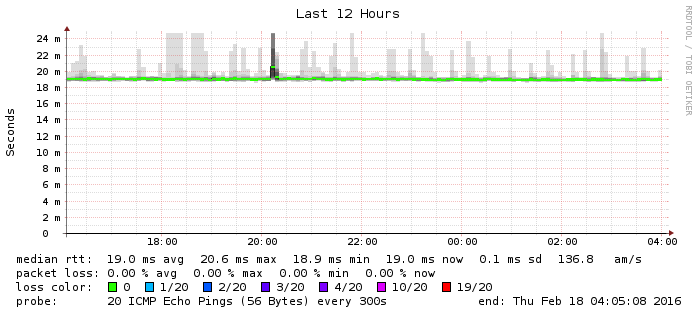 Last 12 Hours
RRDTOOL / TOBI OETIKER
Seconds
24 m
22 m
20 m
18 m
16 m
14 m
12 m
10 m
8 m
6 m
4 m
2 m
0
18:00 20:00 22:00 00:00 02:00 04:00
median rtt: 19.0 ms avg 20.6 ms max 18.9 ms min 19.0 ms now 0.1 ms sd 136.8 am/s
packet loss: 0.00 % avg 0.00 % max 0.00 % min 0.00 % now
loss color: 0 1/20 2/20 3/20 4/20 10/20 19/20
probe: 20 ICMP Echo Pings (56 Bytes) every 300s end: Thu Feb 18 04:05:08 2016